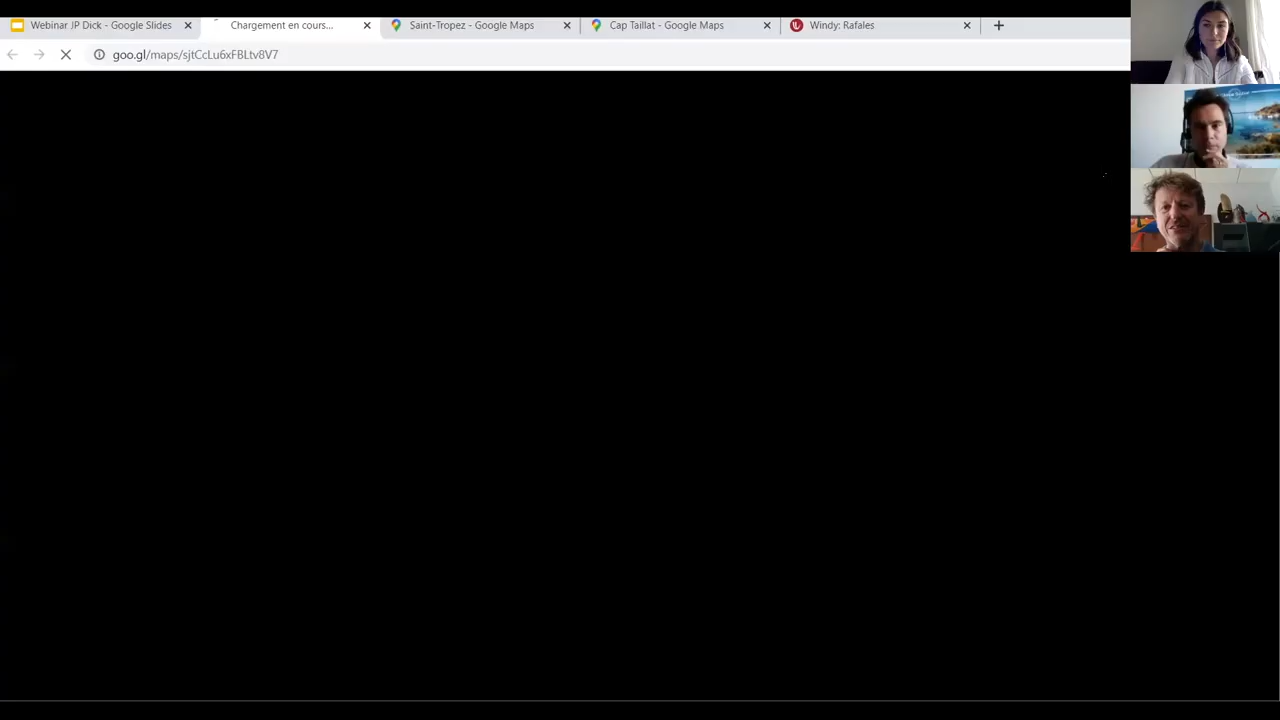 Webinar JP Dick - Google Slides
Chargement en cours...
Saint-Tropez - Google Maps
Cap Taillat - Google Maps
Windy: Rafales
goo.gl/maps/sjtCcLu6xFBLtv8V7